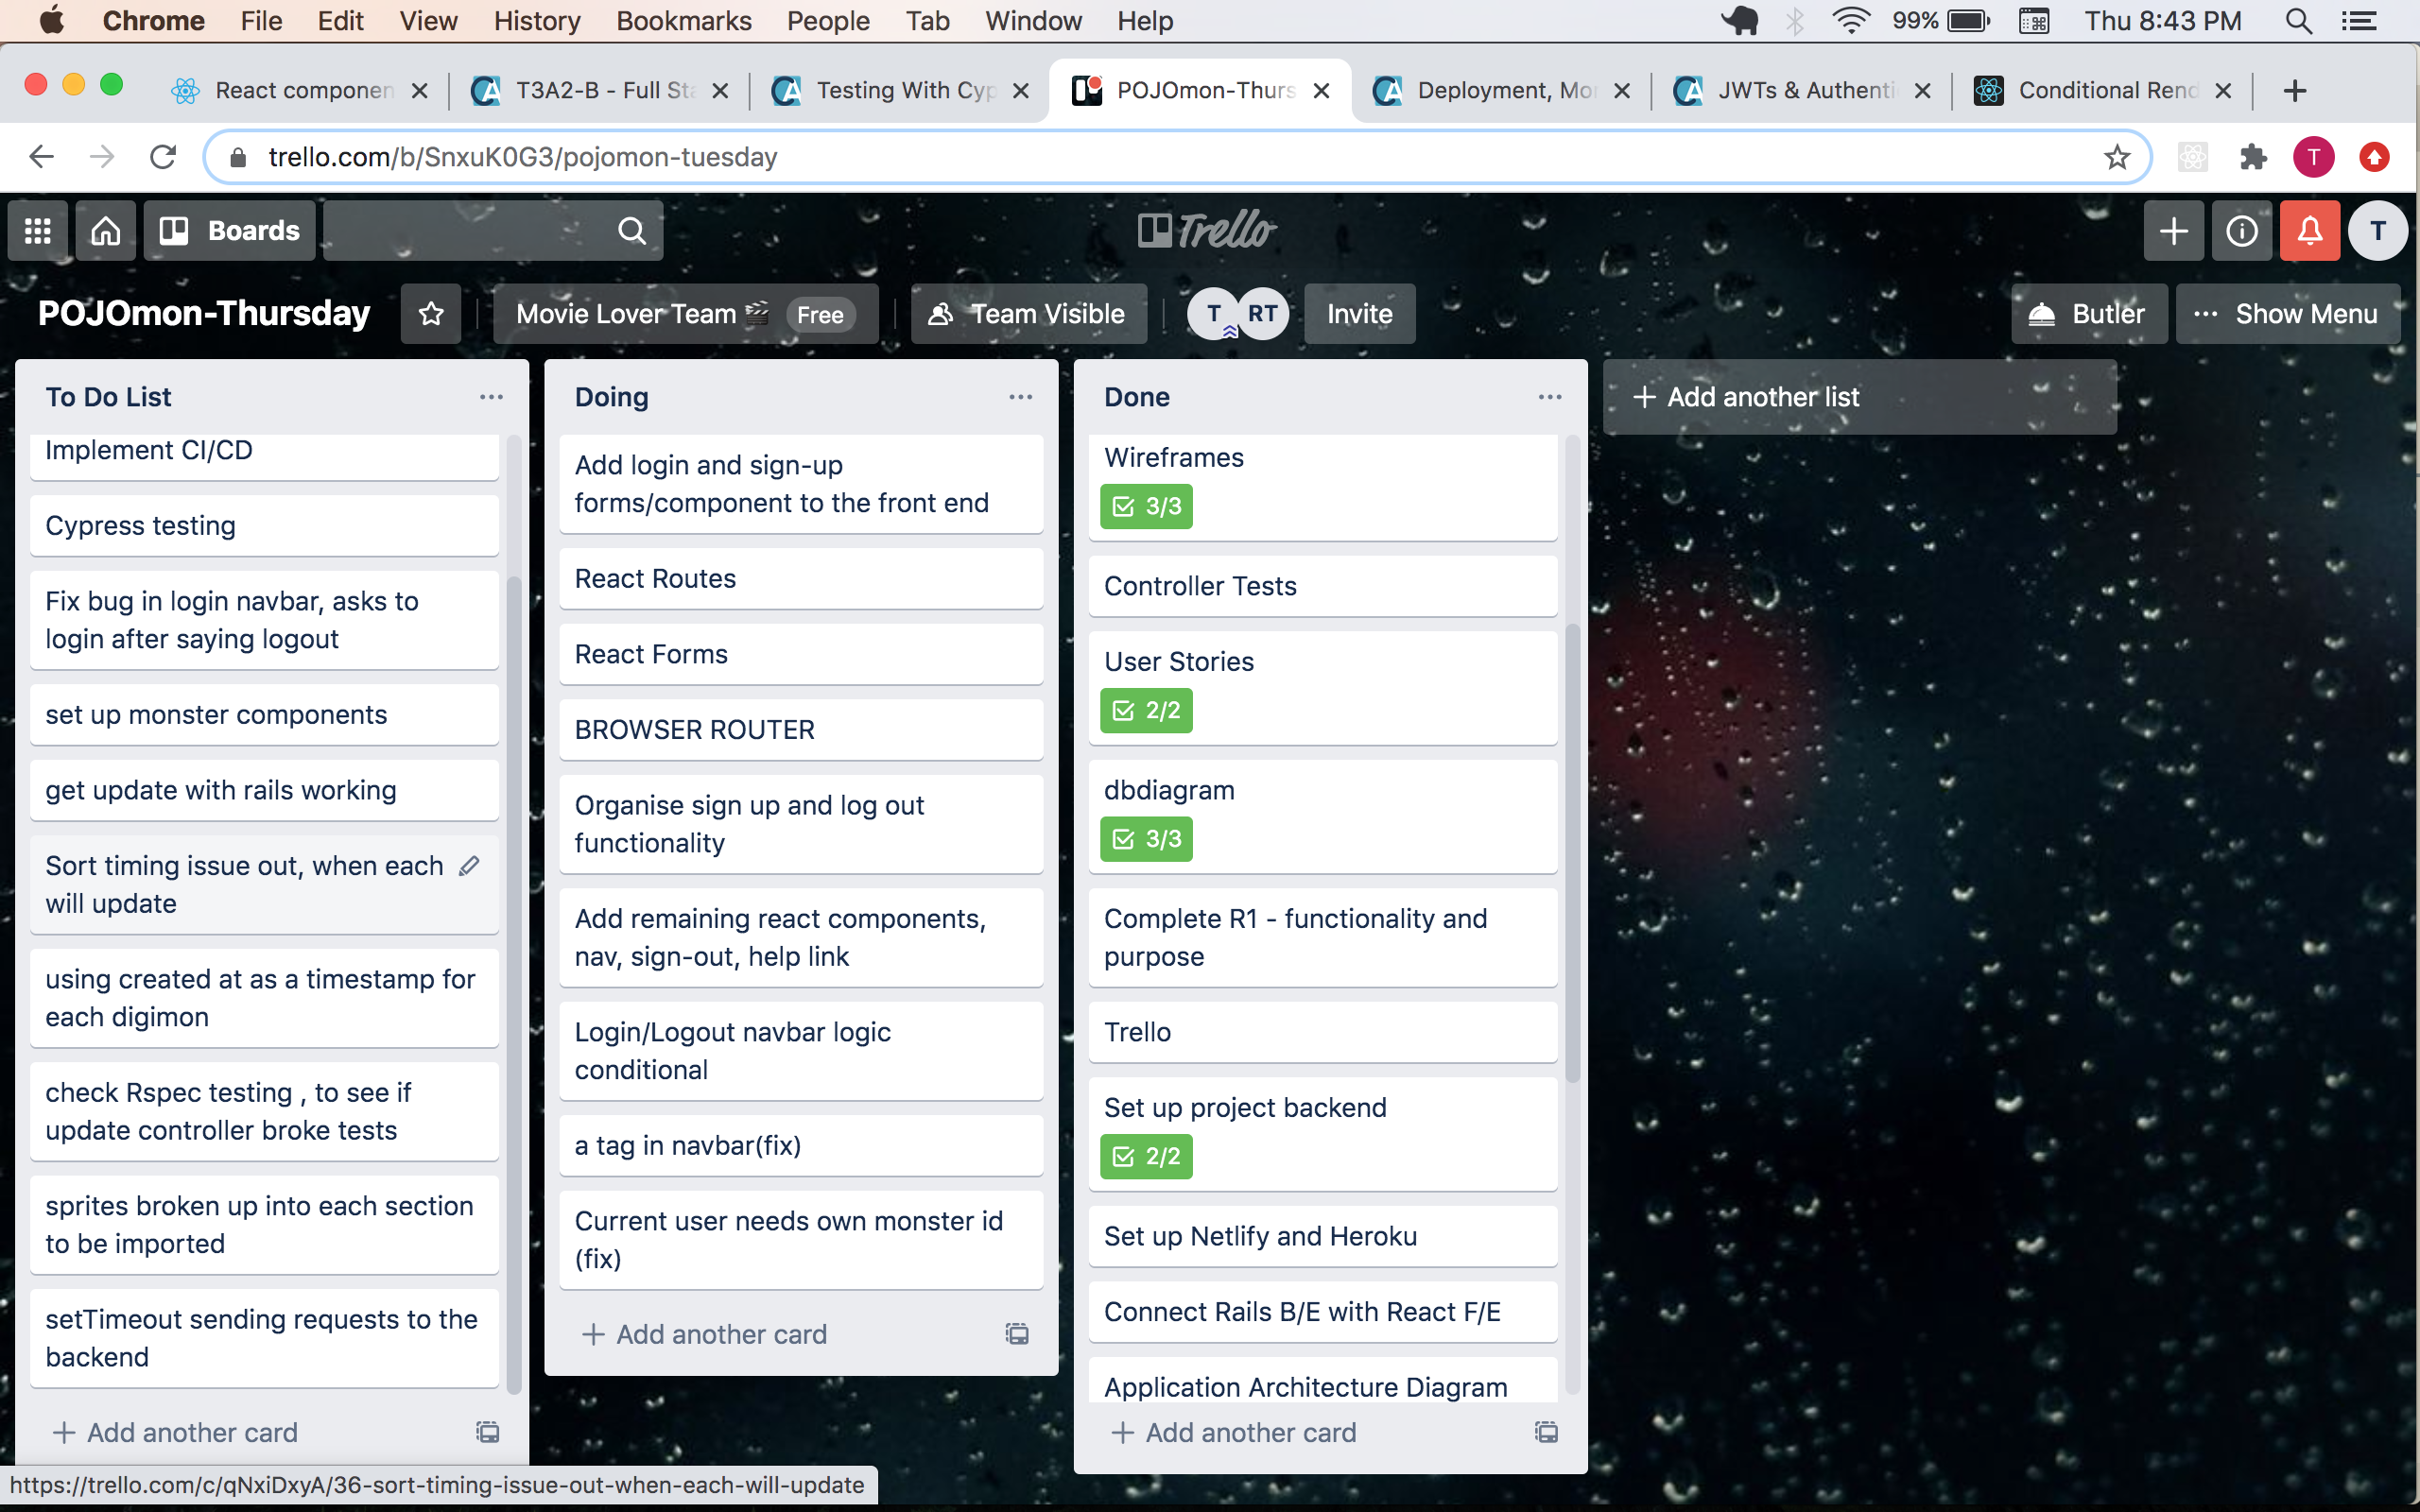 Chrome File Edit View History Bookmarks People Tab Window Help 99% Thu 8:43 PM
React componen T3A2-B - Full Sta Testing With Cyp POJOmon-Thurs Deployment, Mo JWTs & Authenti Conditional Rend
trello.com/b/SnxuK0G3/pojomon-tuesday T
Boards Trello T
POJOmon-Thursday Movie Lover Team Free Team Visible T RT Invite Butler Show Menu
To Do List
Implement CI/CD
Cypress testing
Fix bug in login navbar, asks to
login after saying logout
set up monster components
get update with rails working
Sort timing issue out, when each
will update
using created at as a timestamp for
each digimon
check Rspec testing , to see if
update controller broke tests
sprites broken up into each section
to be imported
setTimeout sending requests to the
backend
Add another card
Doing
Add login and sign-up
forms/component to the front end
React Routes
React Forms
BROWSER ROUTER
Organise sign up and log out
functionality
Add remaining react components,
nav, sign-out, help link
Login/Logout navbar logic
conditional
a tag in navbar(fix)
Current user needs own monster id
(fix)
Add another card
Done
Wireframes
3/3
Controller Tests
User Stories
2/2
dbdiagram
3/3
Complete R1 - functionality and
purpose
Trello
Set up project backend
2/2
Set up Netlify and Heroku
Connect Rails B/E with React F/E
Application Architecture Diagram
Add another card
Add another list
https://trello.com/c/qNxiDxyA/36-sort-timing-issue-out-when-each-will-update